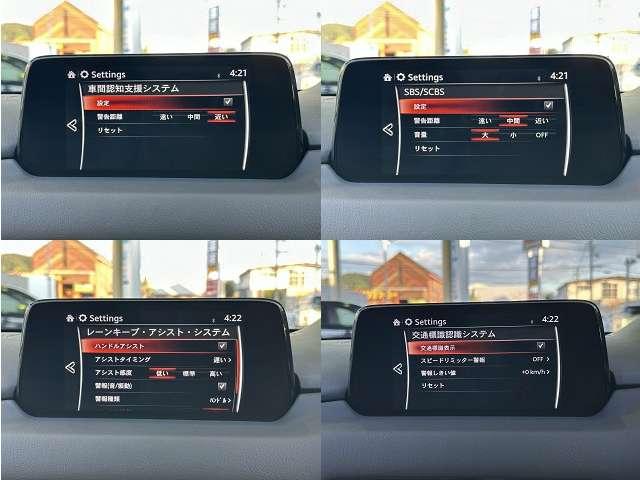 Settings 4:21
車間認知支援システム
設定
警告距離 遠い 中間 近い
リセット
Settings 4:21
SBS/SCBS
設定
警告距離 遠い 中間 近い
音量 大 小 OFF
リセット
Settings 4:22
レーンキープ・アシスト・システム
ハンドルアシスト
アシストタイミング 遅い
アシスト感度 低い 標準 高い
警報(音/振動)
警報種類 ﾊﾝﾄﾞﾙ
Settings 4:22
交通標識認識システム
交通標識表示
スピードリミッター警報 OFF
警報しきい値 +0km/h
リセット